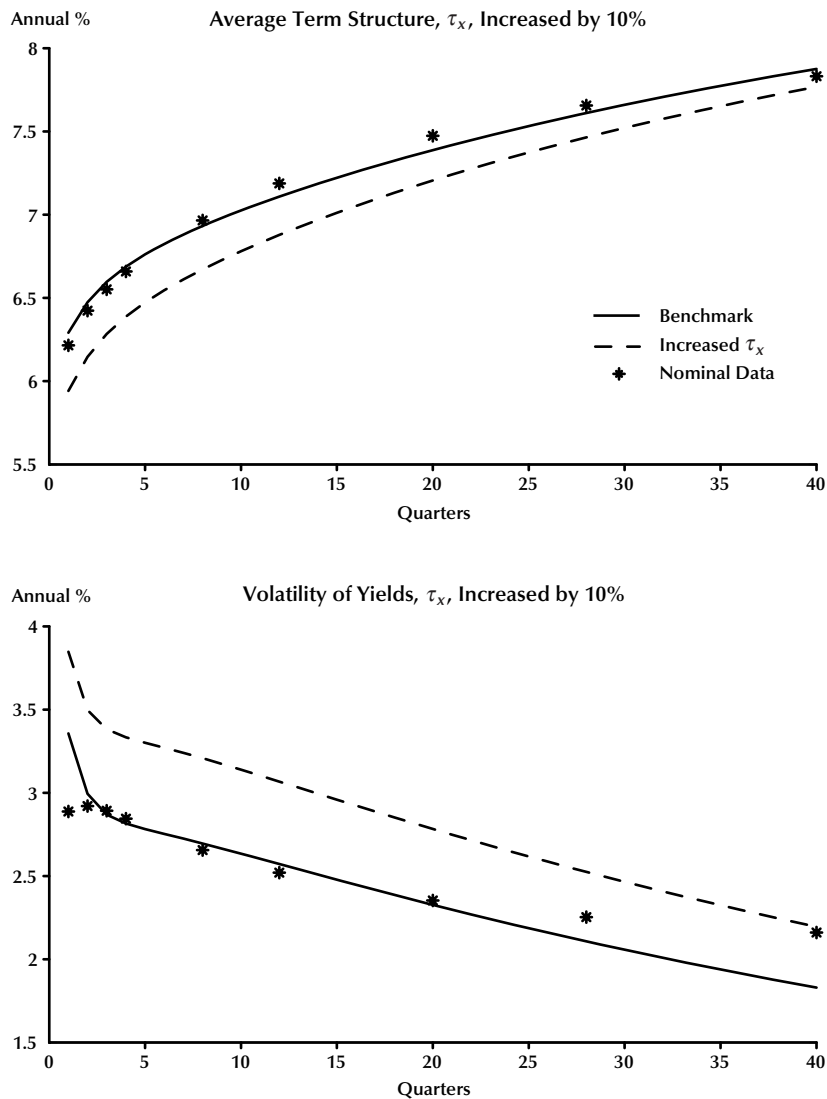 Annual %
Average Term Structure, τx, Increased by 10%
8
7.5
7
6.5
6
5.5
Benchmark
Increased τx
Nominal Data
0 5 10 15 20 25 30 35 40
Quarters
Annual %
Volatility of Yields, τx, Increased by 10%
4
3.5
3
2.5
2
1.5
0 5 10 15 20 25 30 35 40
Quarters